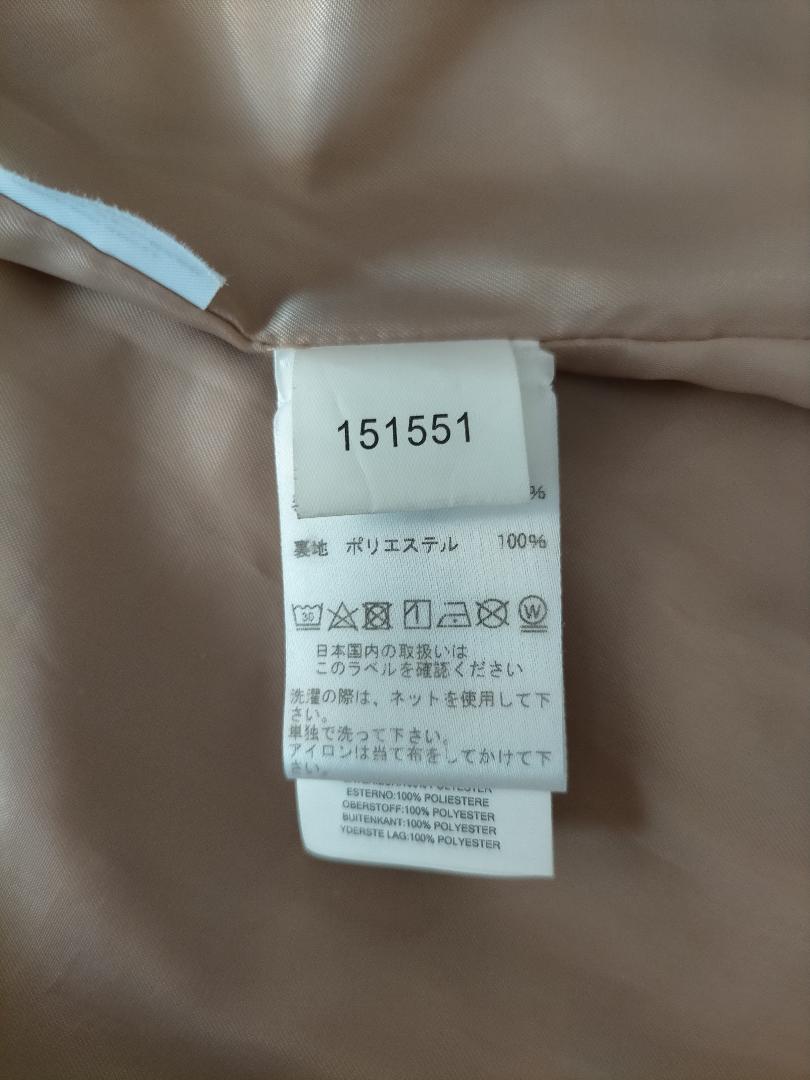 151551
%
裏地 ポリエステル 100%
30
W
日本国内の取扱いは
このラベルを確認ください
洗濯の際は、ネットを使用して下
さい。
単独で洗って下さい。
アイロンは当て布をしてかけて下
さい。
POLYESTER
ESTERNO:100% POLIESTERE
OBERSTOFF:100% POLYESTER
BUITENKANT:100% POLYESTER
YDERSTE LAG:100% POLYESTER